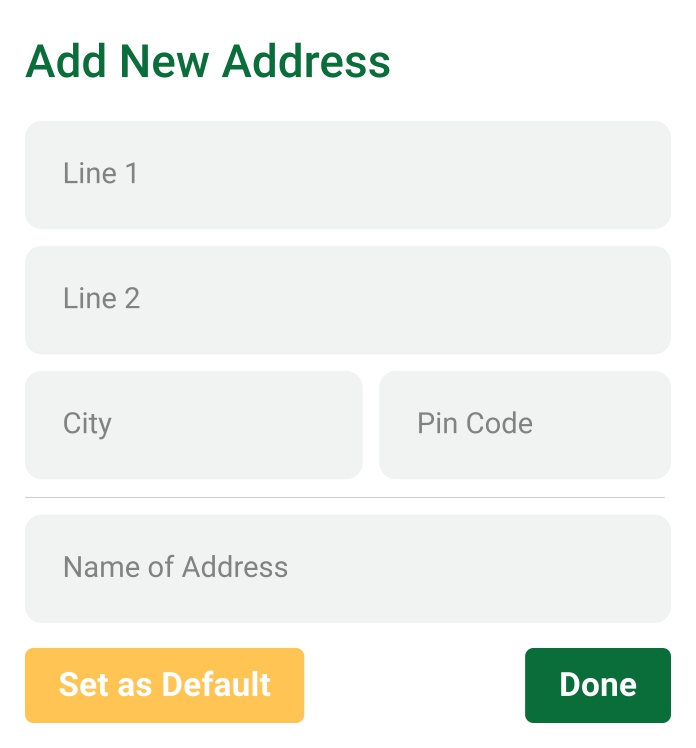 Add New Address
Line 1
Line 2
City
Pin Code
Name of Address
Set as Default
Done